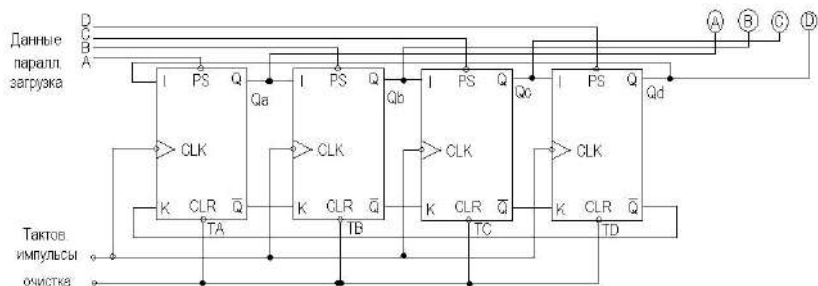 D
C
Данные
B
паралл.
A
загрузка
A B C D
I PS Q
Qa
I PS Q
Qb
I PS Q
Qc
I PS Q
Qd
CLK
CLK
CLK
CLK
K CLR Q̅
TA
K CLR Q̅
TB
K CLR Q̅
TC
K CLR Q̅
TD
Тактов.
импульсы
очистка